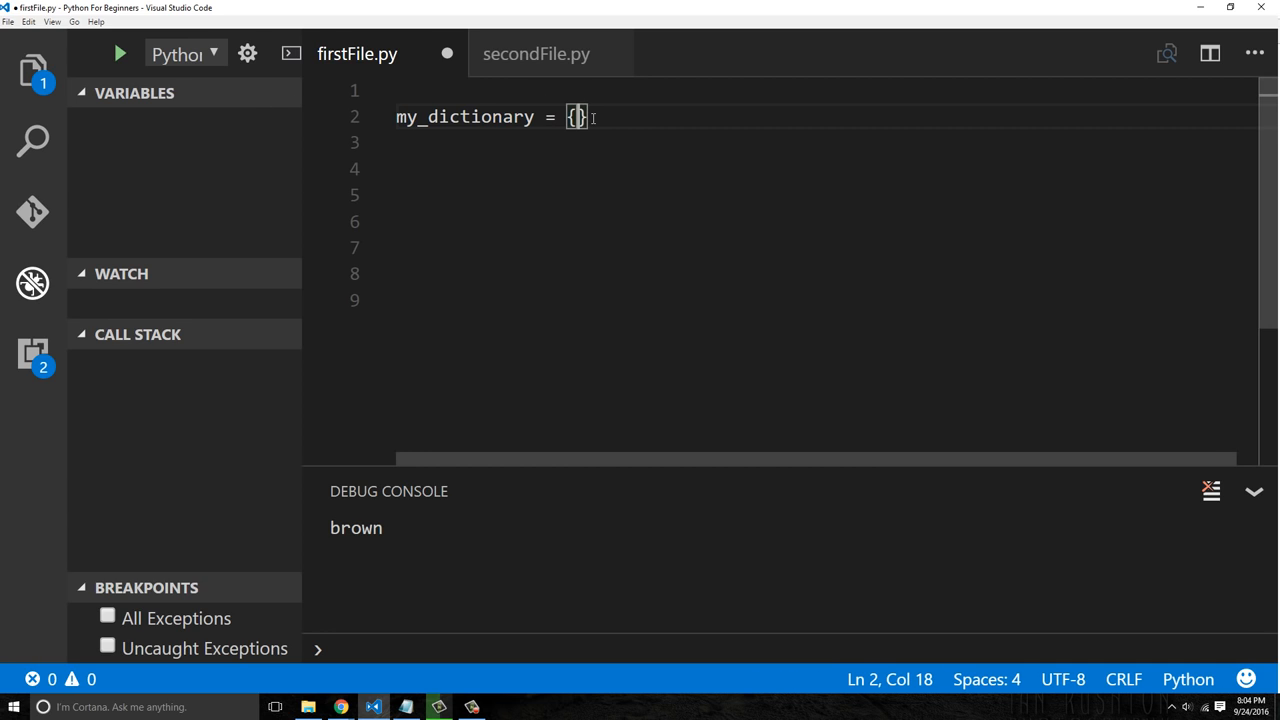 ● firstFile.py - Python For Beginners - Visual Studio Code
File Edit View Go Help
1
Python
firstFile.py
secondFile.py
VARIABLES
1
2 my_dictionary = {}
3
4
5
6
7
8
9
WATCH
CALL STACK
2
DEBUG CONSOLE
brown
BREAKPOINTS
All Exceptions
Uncaught Exceptions
0 0
Ln 2, Col 18 Spaces: 4 UTF-8 CRLF Python
I'm Cortana. Ask me anything.
8:04 PM
9/24/2016